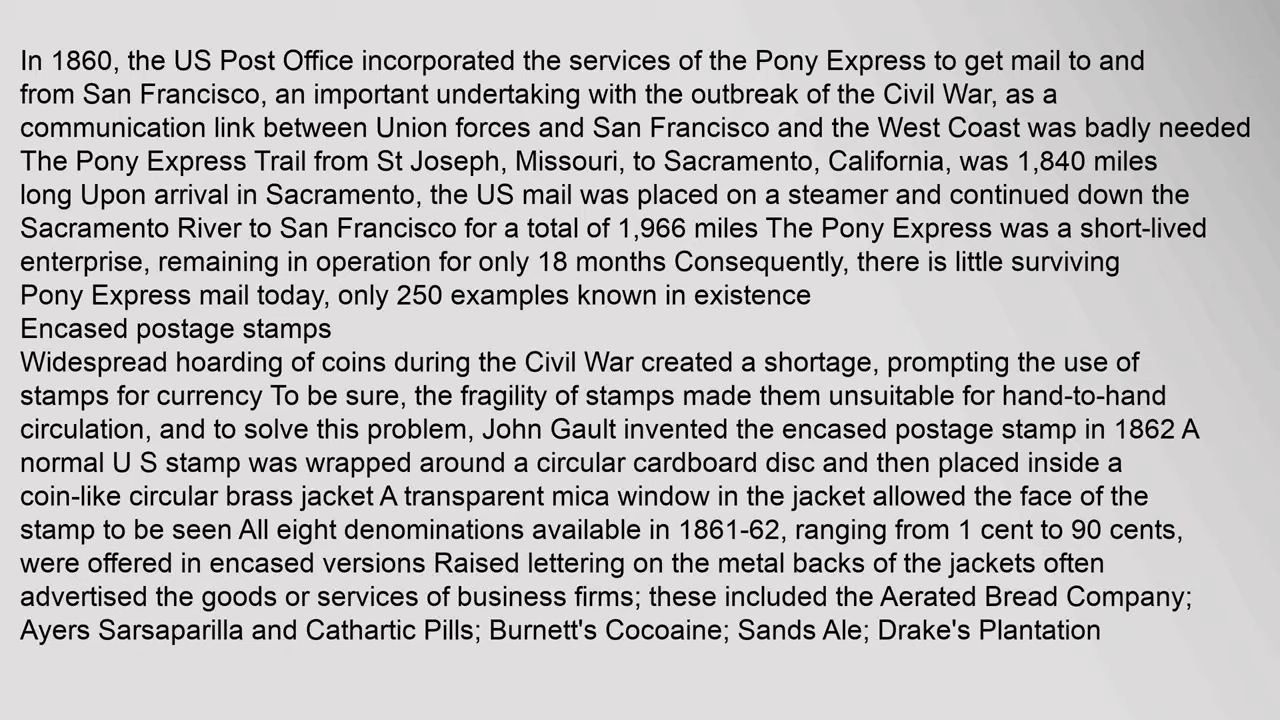 In 1860, the US Post Office incorporated the services of the Pony Express to get mail to and
from San Francisco, an important undertaking with the outbreak of the Civil War, as a
communication link between Union forces and San Francisco and the West Coast was badly needed
The Pony Express Trail from St Joseph, Missouri, to Sacramento, California, was 1,840 miles
long Upon arrival in Sacramento, the US mail was placed on a steamer and continued down the
Sacramento River to San Francisco for a total of 1,966 miles The Pony Express was a short-lived
enterprise, remaining in operation for only 18 months Consequently, there is little surviving
Pony Express mail today, only 250 examples known in existence
Encased postage stamps
Widespread hoarding of coins during the Civil War created a shortage, prompting the use of
stamps for currency To be sure, the fragility of stamps made them unsuitable for hand-to-hand
circulation, and to solve this problem, John Gault invented the encased postage stamp in 1862 A
normal U S stamp was wrapped around a circular cardboard disc and then placed inside a
coin-like circular brass jacket A transparent mica window in the jacket allowed the face of the
stamp to be seen All eight denominations available in 1861-62, ranging from 1 cent to 90 cents,
were offered in encased versions Raised lettering on the metal backs of the jackets often
advertised the goods or services of business firms; these included the Aerated Bread Company;
Ayers Sarsaparilla and Cathartic Pills; Burnett's Cocoaine; Sands Ale; Drake's Plantation